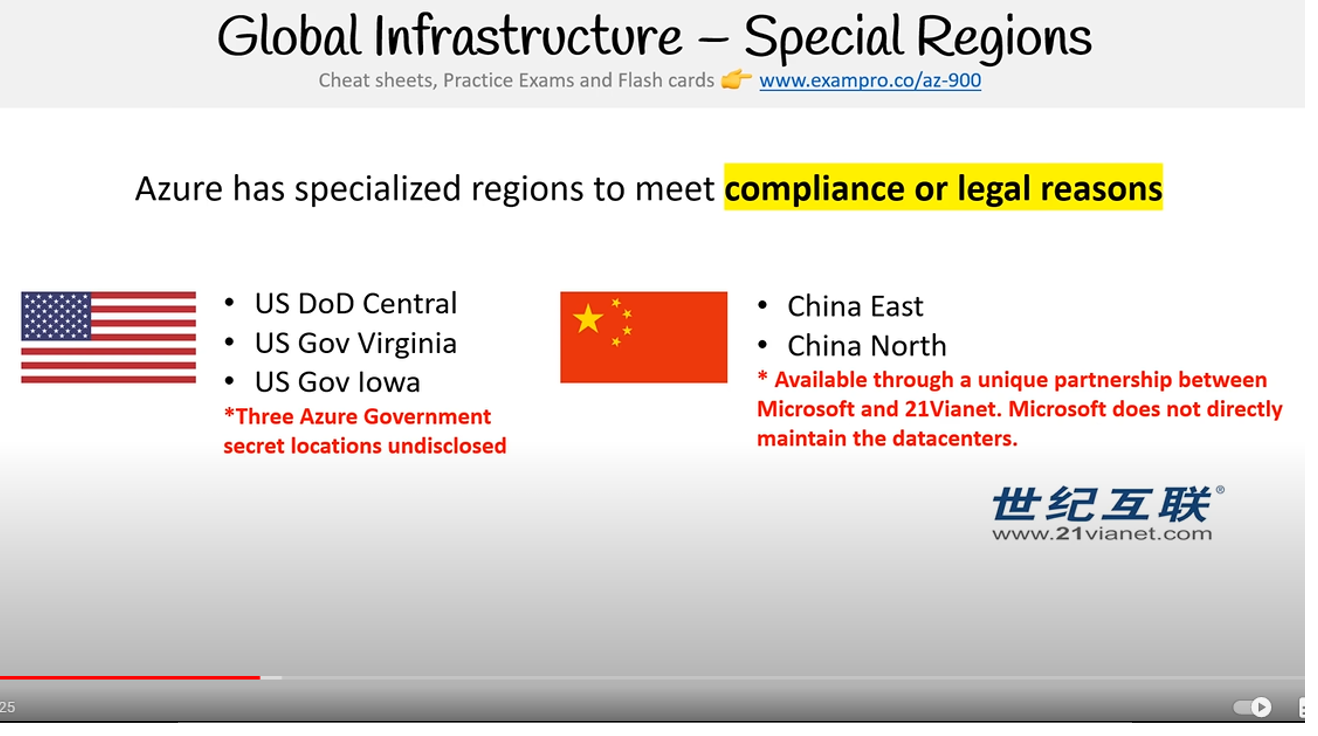 Global Infrastructure – Special Regions
Cheat sheets, Practice Exams and Flash cards 👉 www.exampro.co/az-900
Azure has specialized regions to meet compliance or legal reasons
• US DoD Central
• US Gov Virginia
• US Gov Iowa
*Three Azure Government
secret locations undisclosed
• China East
• China North
* Available through a unique partnership between
Microsoft and 21Vianet. Microsoft does not directly
maintain the datacenters.
世纪互联®
www.21vianet.com
25